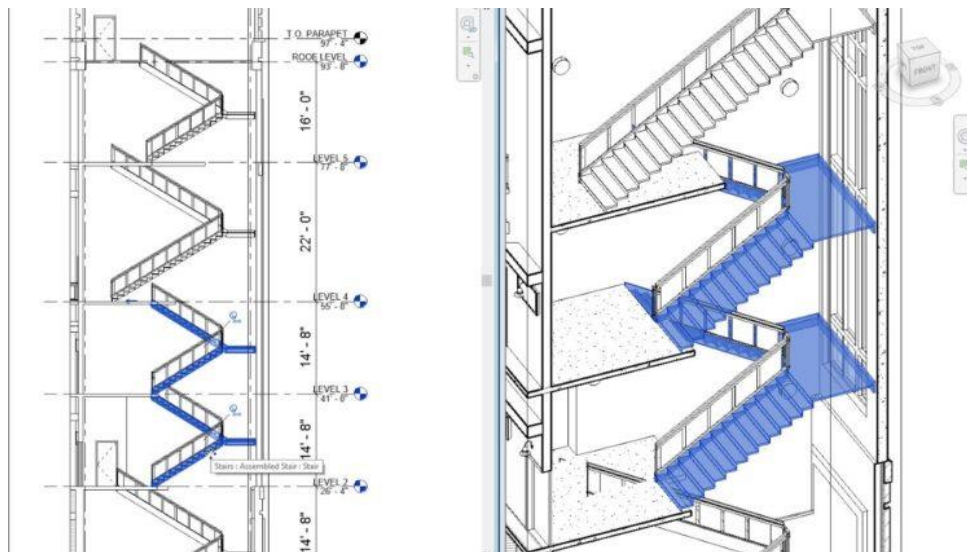 T.O. PARAPET
97' - 4"
ROOF LEVEL
93' - 8"
16' - 0"
LEVEL 5
77' - 8"
22' - 0"
LEVEL 4
55' - 8"
14' - 8"
LEVEL 3
41' - 0"
14' - 8"
Stairs : Assembled Stair : Stair
LEVEL 2
26' - 4"
14' - 8"
TOP
FRONT